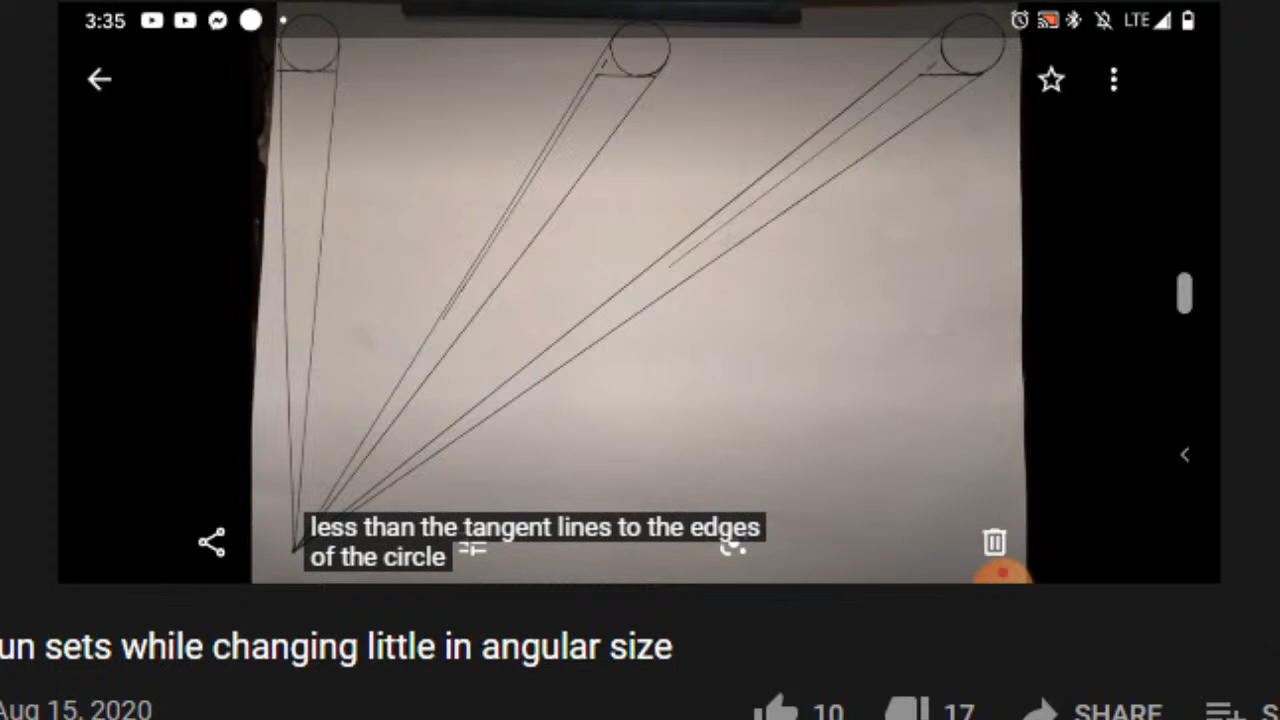 3:35
LTE
less than the tangent lines to the edges
of the circle
un sets while changing little in angular size
Aug 15, 2020
10
17
SHARE
S